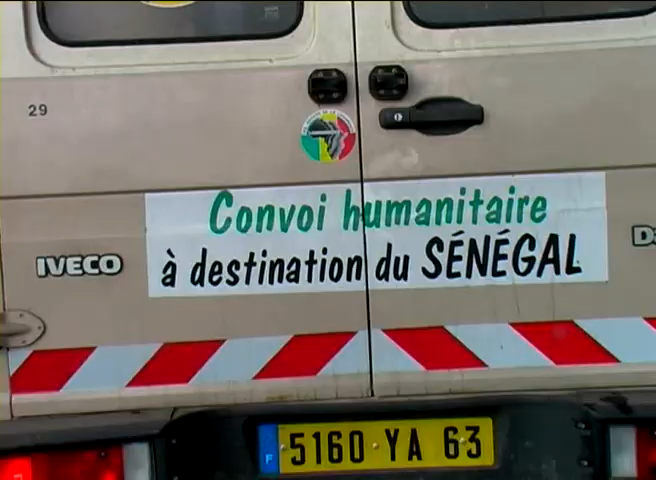 29
Convoi humanitaire
à destination du SÉNÉGAL
IVECO
F 5160 YA 63